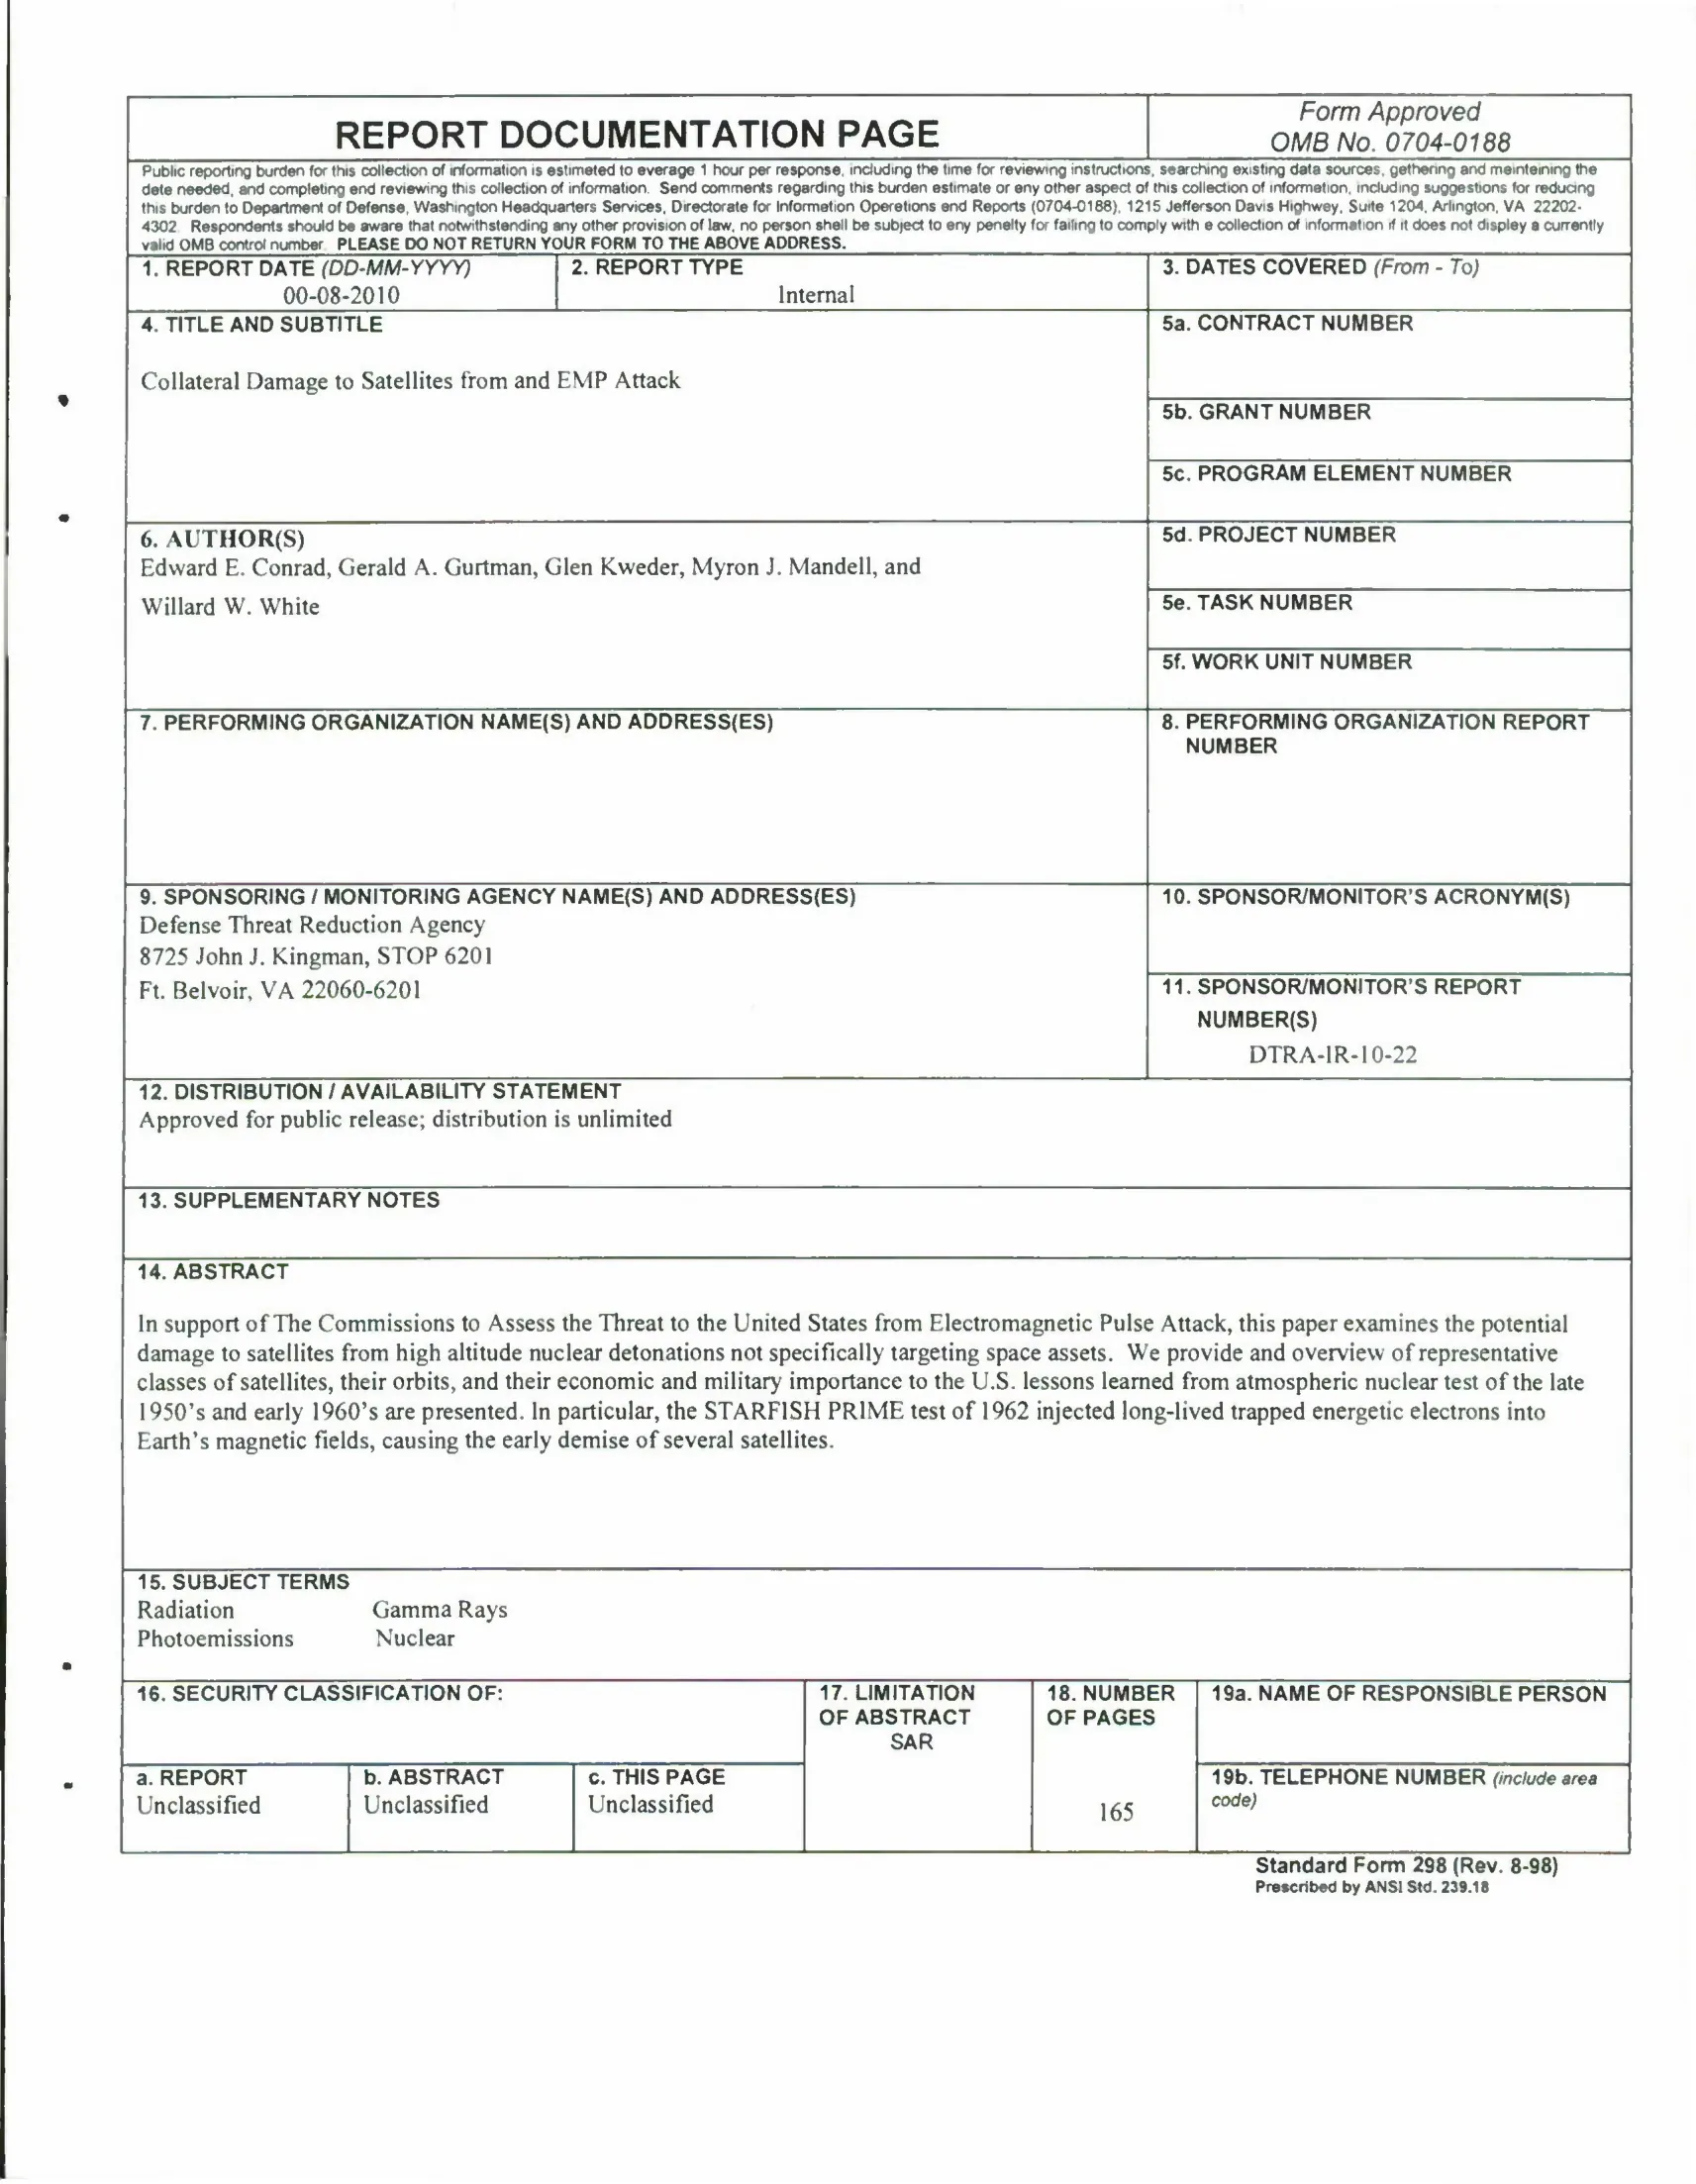 REPORT DOCUMENTATION PAGE
Form Approved
OMB No. 0704-0188
Public reporting burden for this collection of information is estimeted to everage 1 hour per response, including the time for reviewing instructions, searching existing data sources, gethering and meinteining the
dete needed, and completing end reviewing this collection of information. Send comments regarding this burden estimate or eny other aspect of this collection of information, including suggestions for reducing
this burden to Department of Defense, Washington Headquarters Services, Directorate for Information Operetions end Reports (0704-0188), 1215 Jefferson Davis Highwey, Suite 1204, Arlington, VA 22202-
4302. Respondents should be aware that notwithstending any other provision of law, no person shell be subject to eny penelty for failing to comply with e collection of information if it does not displey a currently
valid OMB control number. PLEASE DO NOT RETURN YOUR FORM TO THE ABOVE ADDRESS.
1. REPORT DATE (DD-MM-YYYY)
00-08-2010
2. REPORT TYPE
Internal
3. DATES COVERED (From - To)
4. TITLE AND SUBTITLE
Collateral Damage to Satellites from and EMP Attack
5a. CONTRACT NUMBER
5b. GRANT NUMBER
5c. PROGRAM ELEMENT NUMBER
6. AUTHOR(S)
Edward E. Conrad, Gerald A. Gurtman, Glen Kweder, Myron J. Mandell, and
Willard W. White
5d. PROJECT NUMBER
5e. TASK NUMBER
5f. WORK UNIT NUMBER
7. PERFORMING ORGANIZATION NAME(S) AND ADDRESS(ES)
8. PERFORMING ORGANIZATION REPORT
NUMBER
9. SPONSORING / MONITORING AGENCY NAME(S) AND ADDRESS(ES)
Defense Threat Reduction Agency
8725 John J. Kingman, STOP 6201
Ft. Belvoir, VA 22060-6201
10. SPONSOR/MONITOR'S ACRONYM(S)
11. SPONSOR/MONITOR'S REPORT
NUMBER(S)
DTRA-IR-10-22
12. DISTRIBUTION / AVAILABILITY STATEMENT
Approved for public release; distribution is unlimited
13. SUPPLEMENTARY NOTES
14. ABSTRACT
In support of The Commissions to Assess the Threat to the United States from Electromagnetic Pulse Attack, this paper examines the potential
damage to satellites from high altitude nuclear detonations not specifically targeting space assets. We provide and overview of representative
classes of satellites, their orbits, and their economic and military importance to the U.S. lessons learned from atmospheric nuclear test of the late
1950's and early 1960's are presented. In particular, the STARFISH PRIME test of 1962 injected long-lived trapped energetic electrons into
Earth's magnetic fields, causing the early demise of several satellites.
15. SUBJECT TERMS
Radiation Gamma Rays
Photoemissions Nuclear
16. SECURITY CLASSIFICATION OF:
17. LIMITATION
OF ABSTRACT
SAR
18. NUMBER
OF PAGES
165
19a. NAME OF RESPONSIBLE PERSON
a. REPORT
Unclassified
b. ABSTRACT
Unclassified
c. THIS PAGE
Unclassified
19b. TELEPHONE NUMBER (include area
code)
Standard Form 298 (Rev. 8-98)
Prescribed by ANSI Std. 239.18